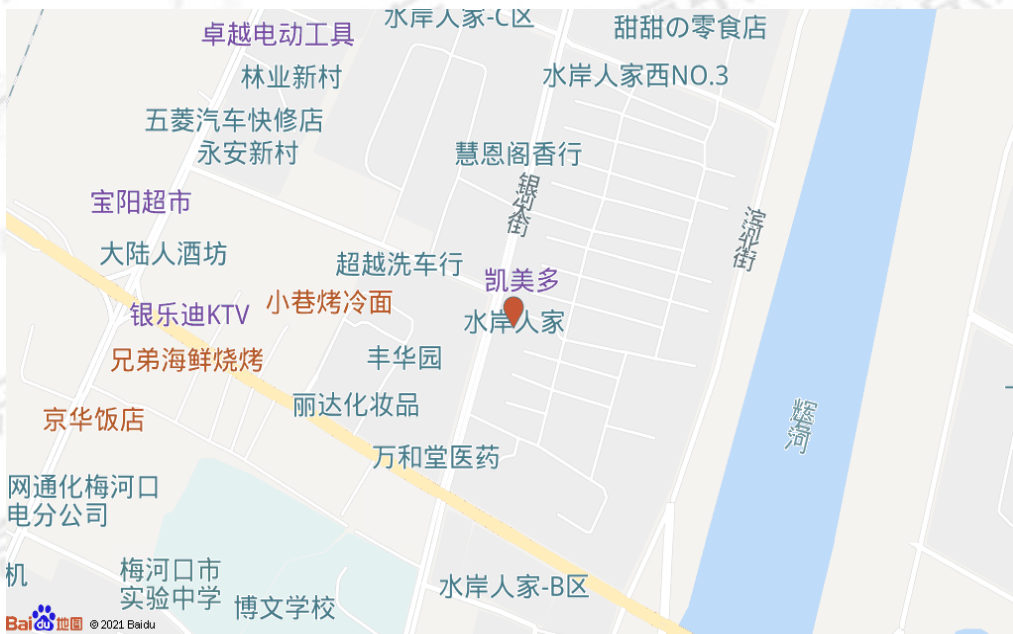 水岸人家-C区
卓越电动工具
甜甜の零食店
林业新村
水岸人家西NO.3
五菱汽车快修店
永安新村
慧恩阁香行
银河大街
宝阳超市
滨河北街
大陆人酒坊
超越洗车行
凯美多
小巷烤冷面
银乐迪KTV
水岸人家
兄弟海鲜烧烤
丰华园
丽达化妆品
京华饭店
辉发河
万和堂医药
网通化梅河口
电分公司
梅河口市
实验中学
机
水岸人家-B区
博文学校
Bai du 地图 © 2021 Baidu